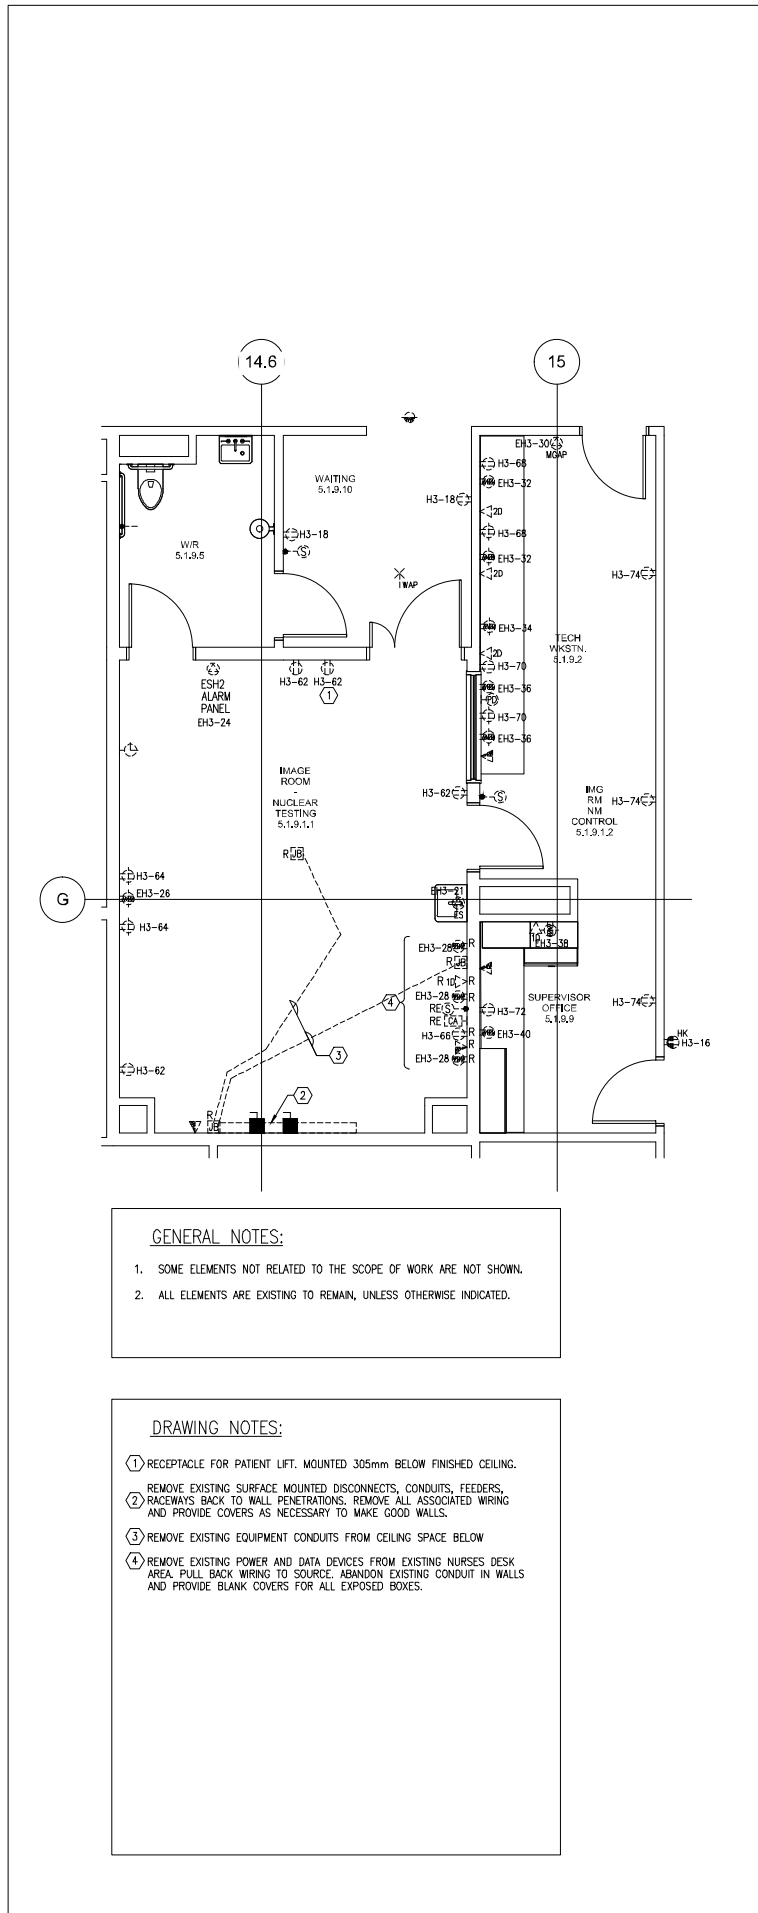 14.6
15
EH3-30
MGAP
H3-68
WAITING
5.1.9.10
EH3-32
H3-18
2D
H3-18
H3-68
W/R
5.1.9.5
S
EH3-32
2D
H3-74
1WAP
EH3-34
TECH
WKSTN.
5.1.9.2
2D
H3-70
H3-62
H3-62
ESH2
ALARM
PANEL
EH3-24
1
EH3-36
PD
H3-70
EH3-36
L
IMAGE
ROOM
-
NUCLEAR
TESTING
5.1.9.1.1
H3-62
S
IMG
RM
NM
CONTROL
5.1.9.1.2
H3-74
R JB
H3-64
EH3-26
EH3-21
G
ES
H3-64
1D
EH3-38
EH3-28 R
R JB
R 1D R
EH3-28 R
4
RE S
RE CA
H3-66
R
EH3-28 R
SUPERVISOR
OFFICE
5.1.9.9
H3-74
H3-72
EH3-40
HK
H3-16
3
H3-62
2
R
JB
GENERAL NOTES:
1. SOME ELEMENTS NOT RELATED TO THE SCOPE OF WORK ARE NOT SHOWN.
2. ALL ELEMENTS ARE EXISTING TO REMAIN, UNLESS OTHERWISE INDICATED.
DRAWING NOTES:
1 RECEPTACLE FOR PATIENT LIFT. MOUNTED 305mm BELOW FINISHED CEILING.
REMOVE EXISTING SURFACE MOUNTED DISCONNECTS, CONDUITS, FEEDERS,
2 RACEWAYS BACK TO WALL PENETRATIONS. REMOVE ALL ASSOCIATED WIRING
AND PROVIDE COVERS AS NECESSARY TO MAKE GOOD WALLS.
3 REMOVE EXISTING EQUIPMENT CONDUITS FROM CEILING SPACE BELOW
4 REMOVE EXISTING POWER AND DATA DEVICES FROM EXISTING NURSES DESK
AREA. PULL BACK WIRING TO SOURCE. ABANDON EXISTING CONDUIT IN WALLS
AND PROVIDE BLANK COVERS FOR ALL EXPOSED BOXES.